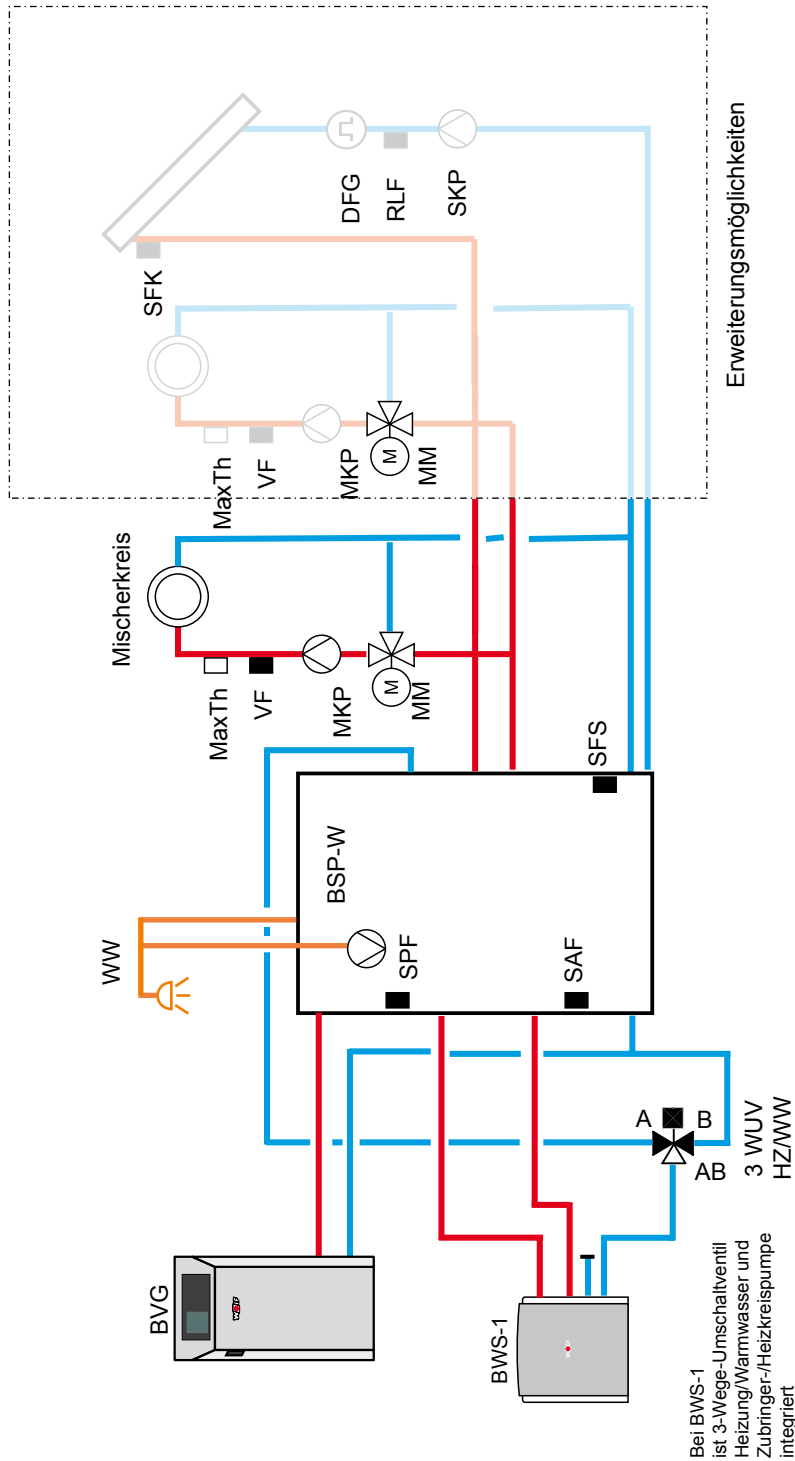 BVG
WOLF
BWS-1
Bei BWS-1
ist 3-Wege-Umschaltventil
Heizung/Warmwasser und
Zubringer-/Heizkreispumpe
integriert
WW
BSP-W
SPF
SAF
SFS
A
B
AB
3 WUV
HZ/WW
Mischerkreis
MaxTh
VF
MKP
M
MM
MaxTh
VF
MKP
M
MM
SFK
DFG
RLF
SKP
Erweiterungsmöglichkeiten